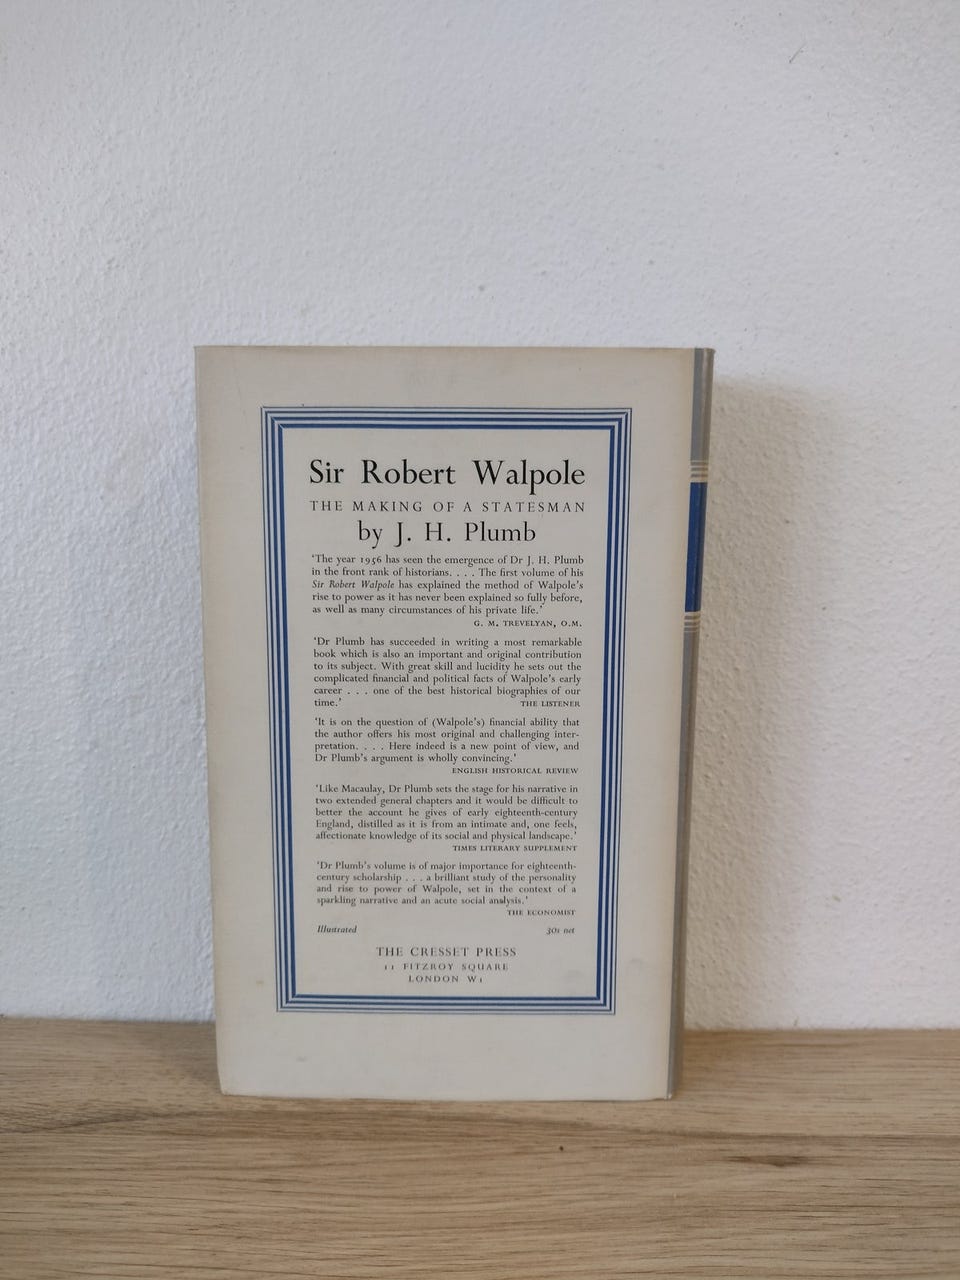 Sir Robert Walpole
THE MAKING OF A STATESMAN
by J. H. Plumb
‘The year 1956 has seen the emergence of Dr J. H. Plumb
in the front rank of historians. . . . The first volume of his
Sir Robert Walpole has explained the method of Walpole’s
rise to power as it has never been explained so fully before,
as well as many circumstances of his private life.’
G. M. TREVELYAN, O.M.
‘Dr Plumb has succeeded in writing a most remarkable
book which is also an important and original contribution
to its subject. With great skill and lucidity he sets out the
complicated financial and political facts of Walpole’s early
career . . . one of the best historical biographies of our
time.’ THE LISTENER
‘It is on the question of (Walpole’s) financial ability that
the author offers his most original and challenging inter-
pretation. . . . Here indeed is a new point of view, and
Dr Plumb’s argument is wholly convincing.’
ENGLISH HISTORICAL REVIEW
‘Like Macaulay, Dr Plumb sets the stage for his narrative in
two extended general chapters and it would be difficult to
better the account he gives of early eighteenth-century
England, distilled as it is from an intimate and, one feels,
affectionate knowledge of its social and physical landscape.’
TIMES LITERARY SUPPLEMENT
‘Dr Plumb’s volume is of major importance for eighteenth-
century scholarship . . . a brilliant study of the personality
and rise to power of Walpole, set in the context of a
sparkling narrative and an acute social analysis.’
THE ECONOMIST
Illustrated 30s net
THE CRESSET PRESS
11 FITZROY SQUARE
LONDON W1